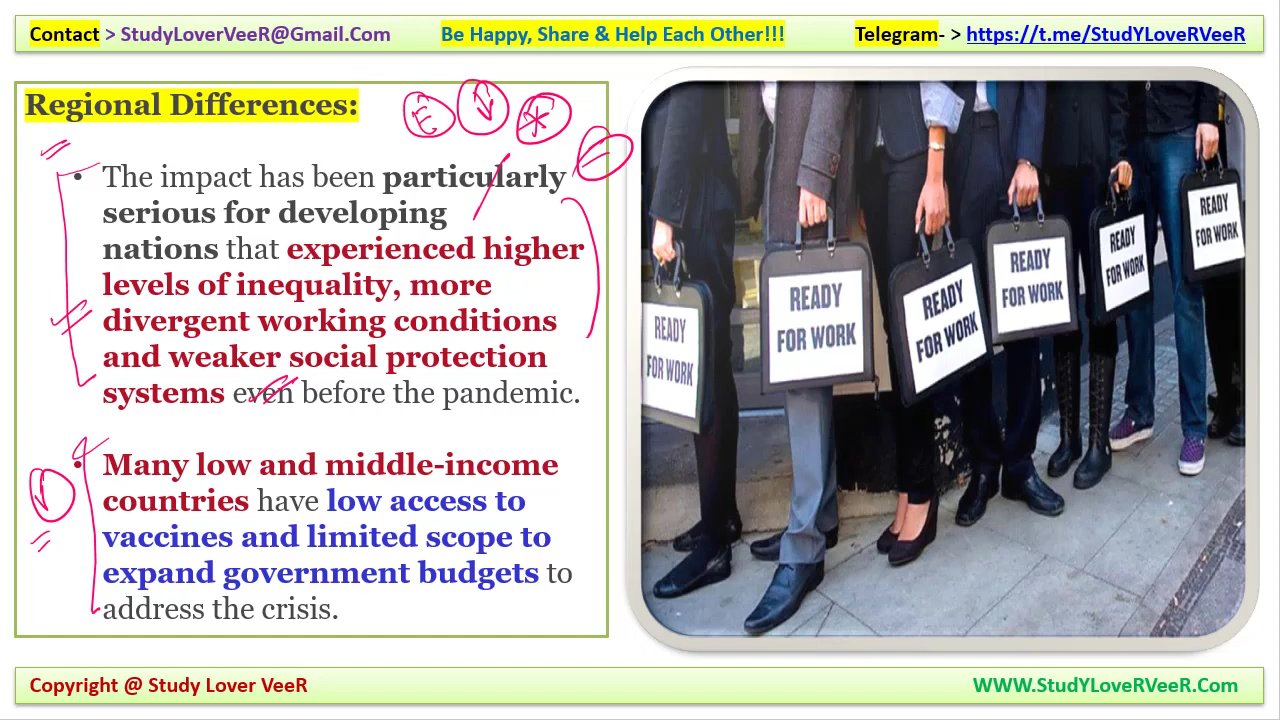 Contact > StudyLoverVeeR@Gmail.Com Be Happy, Share & Help Each Other!!! Telegram- > https://t.me/StudYLoveRVeeR
Regional Differences:
• The impact has been particularly
serious for developing
nations that experienced higher
levels of inequality, more
divergent working conditions
and weaker social protection
systems even before the pandemic.
• Many low and middle-income
countries have low access to
vaccines and limited scope to
expand government budgets to
address the crisis.
READY
FOR WORK
READY
FOR WORK
READY
FOR WORK
READY
FOR WORK
READY
FOR WORK
READY
FOR WORK
Copyright @ Study Lover VeeR WWW.StudYLoveRVeeR.Com